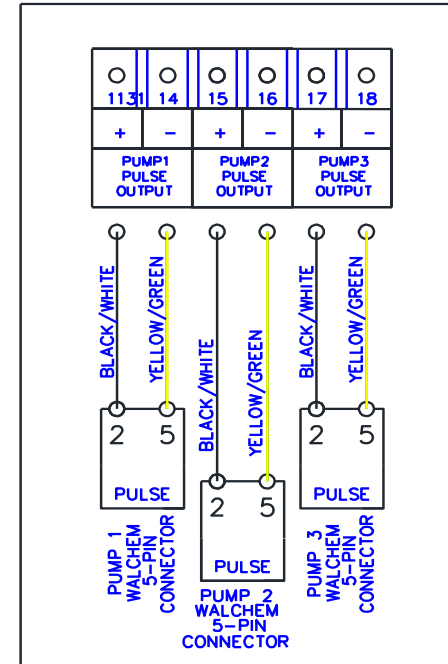 1131 14 15 16 17 18
+ - + - + -
PUMP1 PUMP2 PUMP3
PULSE PULSE PULSE
OUTPUT OUTPUT OUTPUT
BLACK/WHITE
YELLOW/GREEN
BLACK/WHITE
YELLOW/GREEN
BLACK/WHITE
YELLOW/GREEN
2 5
PULSE
PUMP 1
WALCHEM
5-PIN
CONNECTOR
2 5
PULSE
PUMP 2
WALCHEM
5-PIN
CONNECTOR
2 5
PULSE
PUMP 3
WALCHEM
5-PIN
CONNECTOR